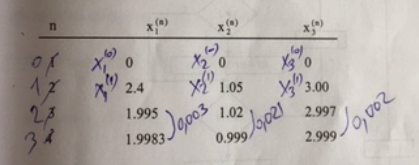 n x₁⁽ⁿ⁾ x₂⁽ⁿ⁾ x₃⁽ⁿ⁾
0 1 x₁⁽⁰⁾ 0 x₂⁽⁰⁾ 0 x₃⁽⁰⁾ 0
1 2 x₁⁽¹⁾ 2.4 x₂⁽¹⁾ 1.05 x₃⁽¹⁾ 3.00
2 3 1.995 )0,003 1.02 )0,021 2.997 )0,002
3 4 1.9983 0.999 2.999